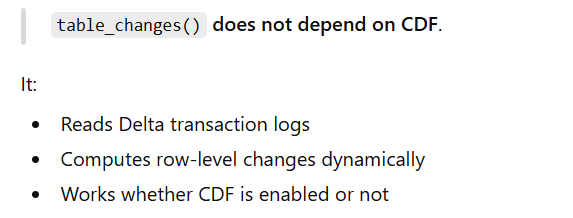 table_changes() does not depend on CDF.
It:
• Reads Delta transaction logs
• Computes row-level changes dynamically
• Works whether CDF is enabled or not